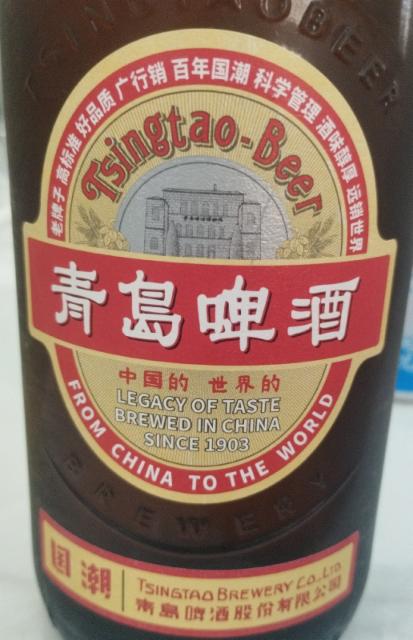 TSINGTAO BEER
老牌子 高标准 好品质 广行销 百年国潮 科学管理 酒味醇厚 远销世界
Tsingtao-Beer
青島啤酒
中国的 世界的
LEGACY OF TASTE
BREWED IN CHINA
SINCE 1903
FROM CHINA TO THE WORLD
BREWERY
国潮
TSINGTAO BREWERY CO.,LTD.
青島啤酒股份有限公司